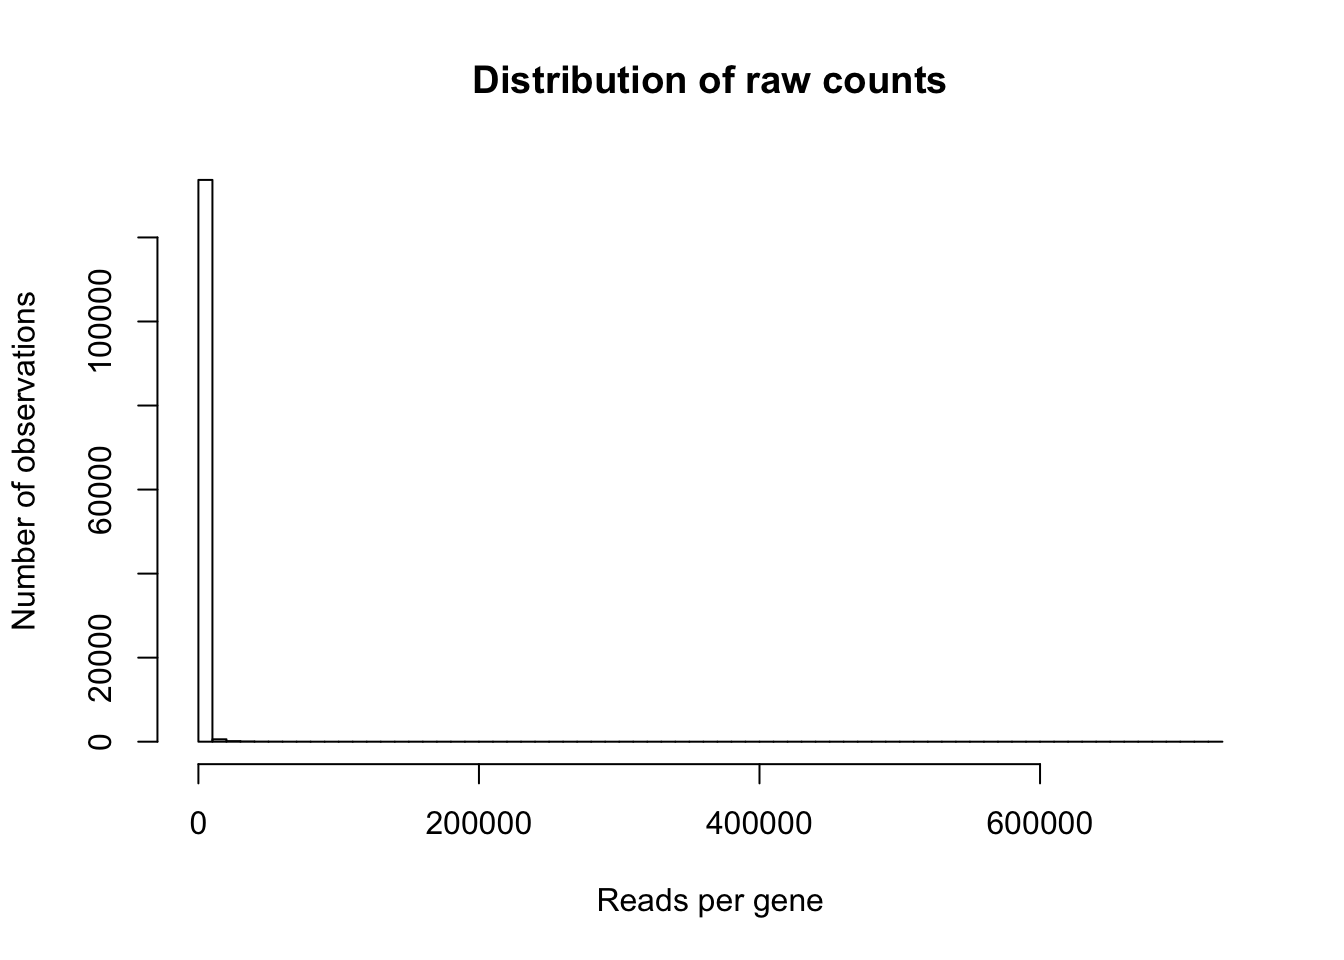 Distribution of raw counts
Number of observations
100000
60000
20000
0
0 200000 400000 600000
Reads per gene